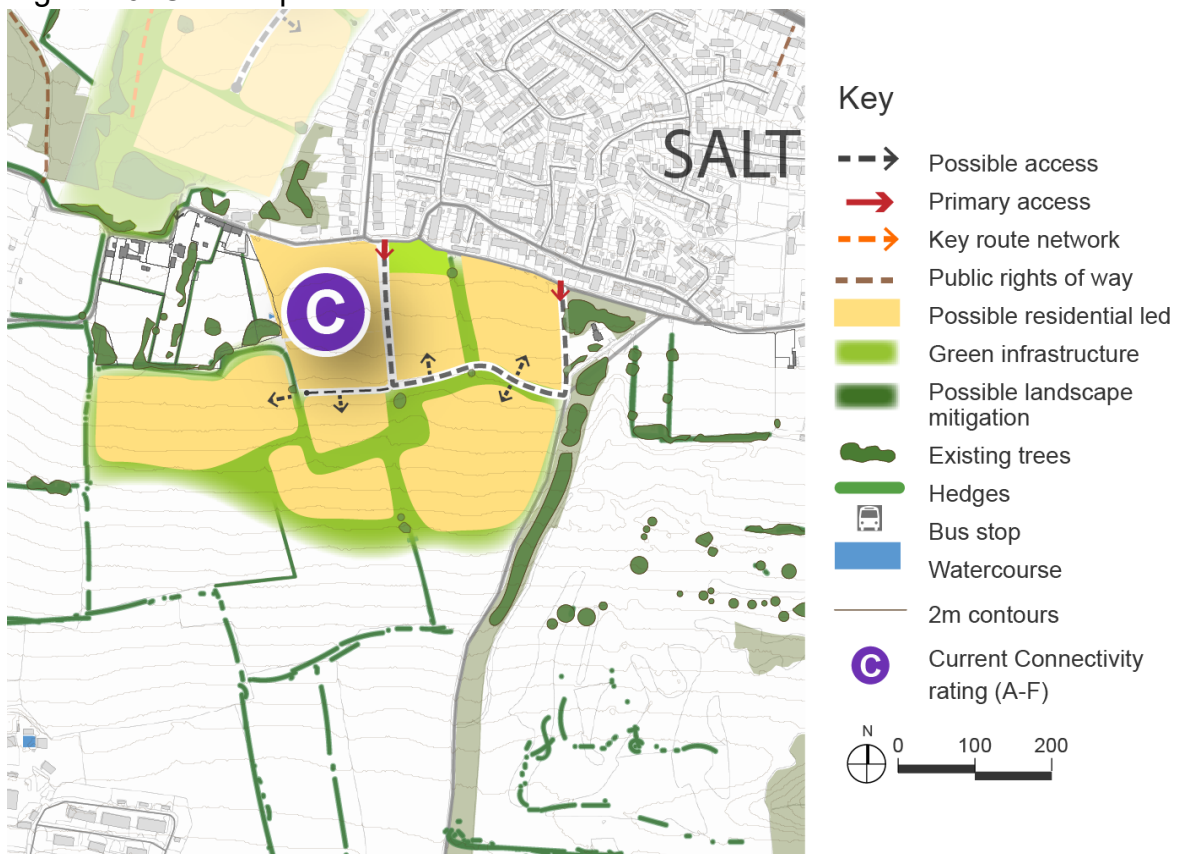 SALT
C
Key
Possible access
Primary access
Key route network
Public rights of way
Possible residential led
Green infrastructure
Possible landscape
mitigation
Existing trees
Hedges
Bus stop
Watercourse
2m contours
C
Current Connectivity
rating (A-F)
N
0 100 200